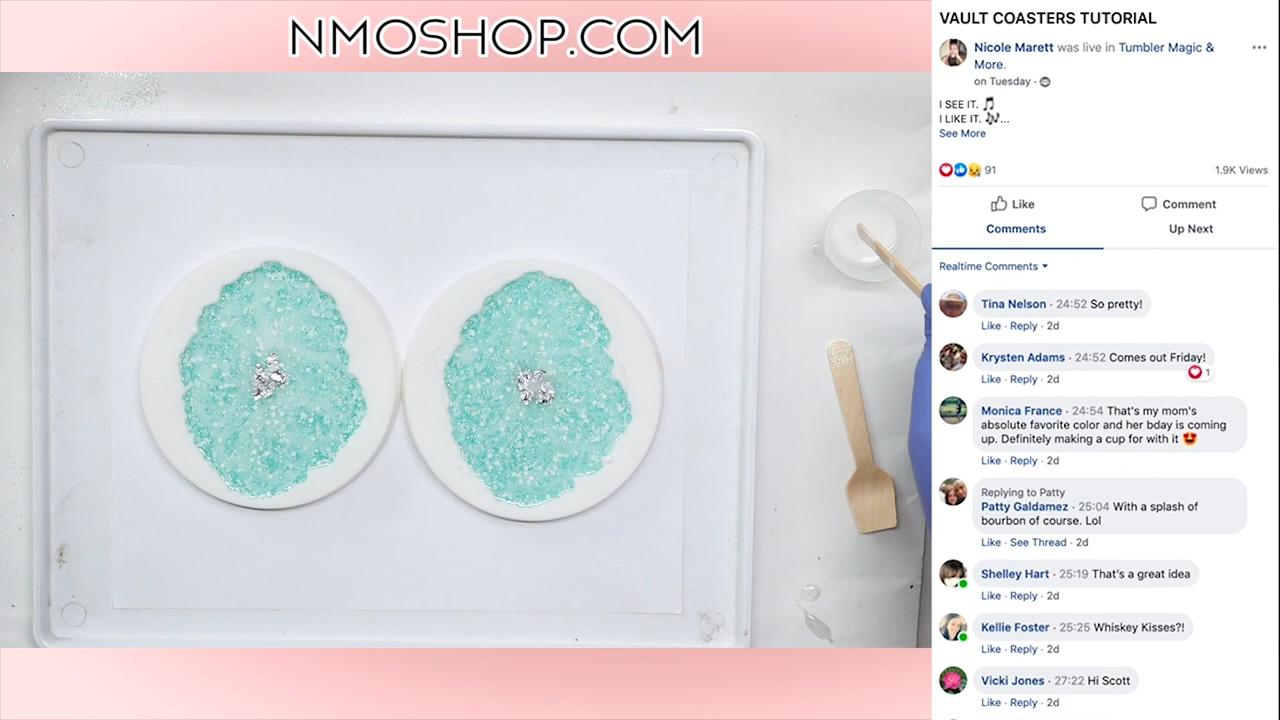 NMOSHOP.COM
VAULT COASTERS TUTORIAL
Nicole Marett was live in Tumbler Magic &
More.
on Tuesday ·
I SEE IT. 🎵
I LIKE IT. 🎶...
See More
91
1.9K Views
Like
Comment
Comments
Up Next
Realtime Comments
Tina Nelson · 24:52 So pretty!
Like · Reply · 2d
Krysten Adams · 24:52 Comes out Friday!
1
Like · Reply · 2d
Monica France · 24:54 That's my mom's
absolute favorite color and her bday is coming
up. Definitely making a cup for with it 😍
Like · Reply · 2d
Replying to Patty
Patty Galdamez · 25:04 With a splash of
bourbon of course. Lol
Like · See Thread · 2d
Shelley Hart · 25:19 That's a great idea
Like · Reply · 2d
Kellie Foster · 25:25 Whiskey Kisses?!
Like · Reply · 2d
Vicki Jones · 27:22 Hi Scott
Like · Reply · 2d